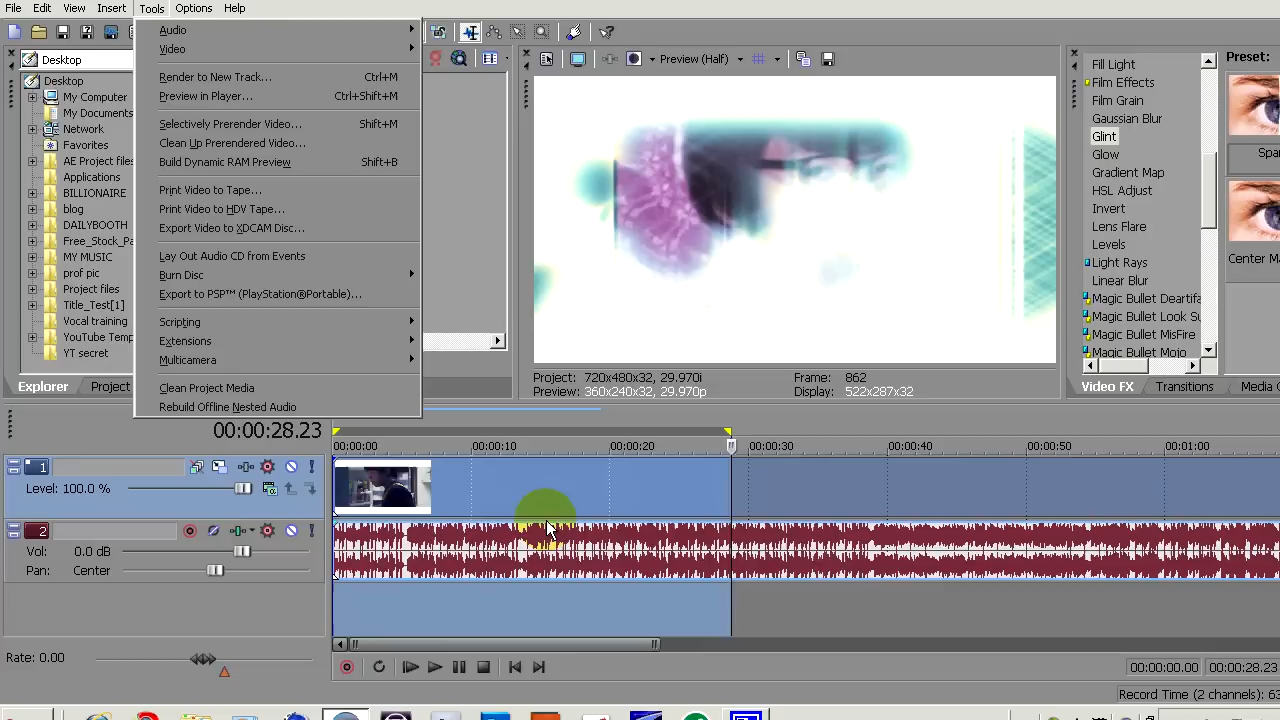 File Edit View Insert Tools Options Help
Audio
Video
Render to New Track... Ctrl+M
Preview in Player... Ctrl+Shift+M
Selectively Prerender Video... Shift+M
Clean Up Prerendered Video...
Build Dynamic RAM Preview Shift+B
Print Video to Tape...
Print Video to HDV Tape...
Export Video to XDCAM Disc...
Lay Out Audio CD from Events
Burn Disc
Export to PSP™ (PlayStation®Portable)...
Scripting
Extensions
Multicamera
Clean Project Media
Rebuild Offline Nested Audio
Desktop
Desktop
My Computer
My Documents
Network
Favorites
AE Project files
Applications
BILLIONAIRE
blog
DAILYBOOTH
Free_Stock_Pa
MY MUSIC
prof pic
Project files
Title_Test[1]
Vocal training
YouTube Temp
YT secret
Explorer Project
Preview (Half)
Project: 720x480x32, 29.970i
Preview: 360x240x32, 29.970p
Frame: 862
Display: 522x287x32
Fill Light
Film Effects
Film Grain
Gaussian Blur
Glint
Glow
Gradient Map
HSL Adjust
Invert
Lens Flare
Levels
Light Rays
Linear Blur
Magic Bullet Deartifa
Magic Bullet Look Su
Magic Bullet MisFire
Magic Bullet Mojo
Preset:
Spar
Center Ma
Video FX Transitions Media G
00:00:28.23
00:00:00 00:00:10 00:00:20 00:00:30 00:00:40 00:00:50 00:01:00
1
Level: 100.0 %
2
Vol: 0.0 dB
Pan: Center
Rate: 0.00
00:00:00.00 00:00:28.23
Record Time (2 channels): 63